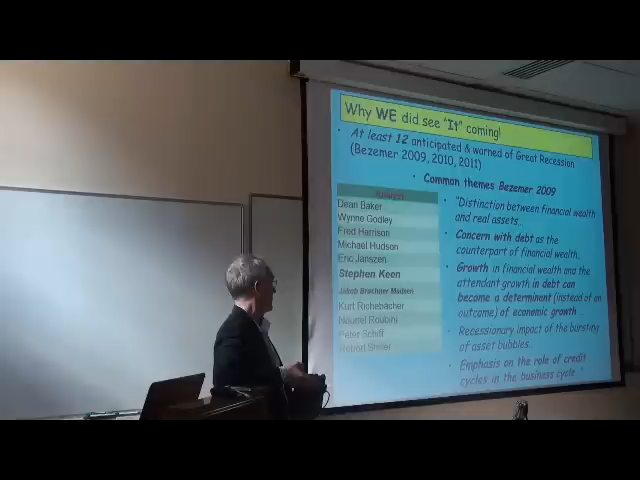 Why WE did see "It" coming!
• At least 12 anticipated & warned of Great Recession
(Bezemer 2009, 2010, 2011)
• Common themes Bezemer 2009
Analyst
Dean Baker
Wynne Godley
Fred Harrison
Michael Hudson
Eric Janszen
Stephen Keen
Jakob Brøchner Madsen
Kurt Richebächer
Nouriel Roubini
Peter Schiff
Robert Shiller
• "Distinction between financial wealth
and real assets…
• Concern with debt as the
counterpart of financial wealth,
• Growth in financial wealth and the
attendant growth in debt can
become a determinant (instead of an
outcome) of economic growth …
• Recessionary impact of the bursting
of asset bubbles.
• Emphasis on the role of credit
cycles in the business cycle."